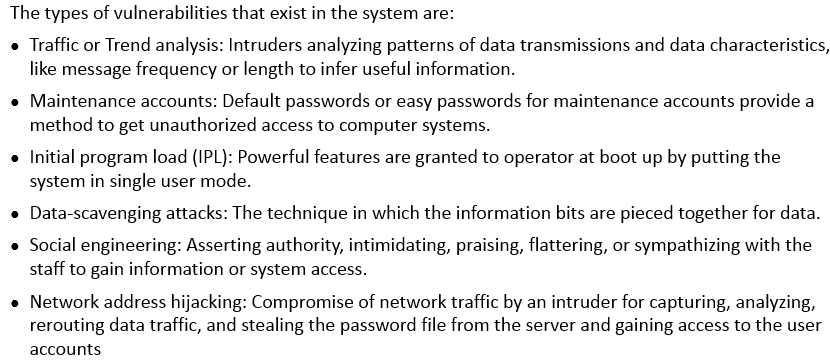 The types of vulnerabilities that exist in the system are:
● Traffic or Trend analysis: Intruders analyzing patterns of data transmissions and data characteristics,
like message frequency or length to infer useful information.
● Maintenance accounts: Default passwords or easy passwords for maintenance accounts provide a
method to get unauthorized access to computer systems.
● Initial program load (IPL): Powerful features are granted to operator at boot up by putting the
system in single user mode.
● Data-scavenging attacks: The technique in which the information bits are pieced together for data.
● Social engineering: Asserting authority, intimidating, praising, flattering, or sympathizing with the
staff to gain information or system access.
● Network address hijacking: Compromise of network traffic by an intruder for capturing, analyzing,
rerouting data traffic, and stealing the password file from the server and gaining access to the user
accounts